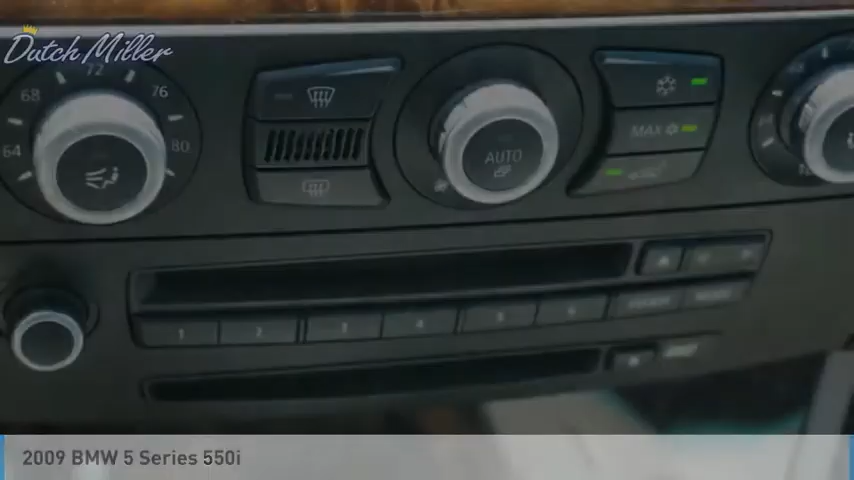 Dutch Miller
68 72 76
64 80
AUTO
MAX
1 2 3 4 5 6
MODE
2009 BMW 5 Series 550i